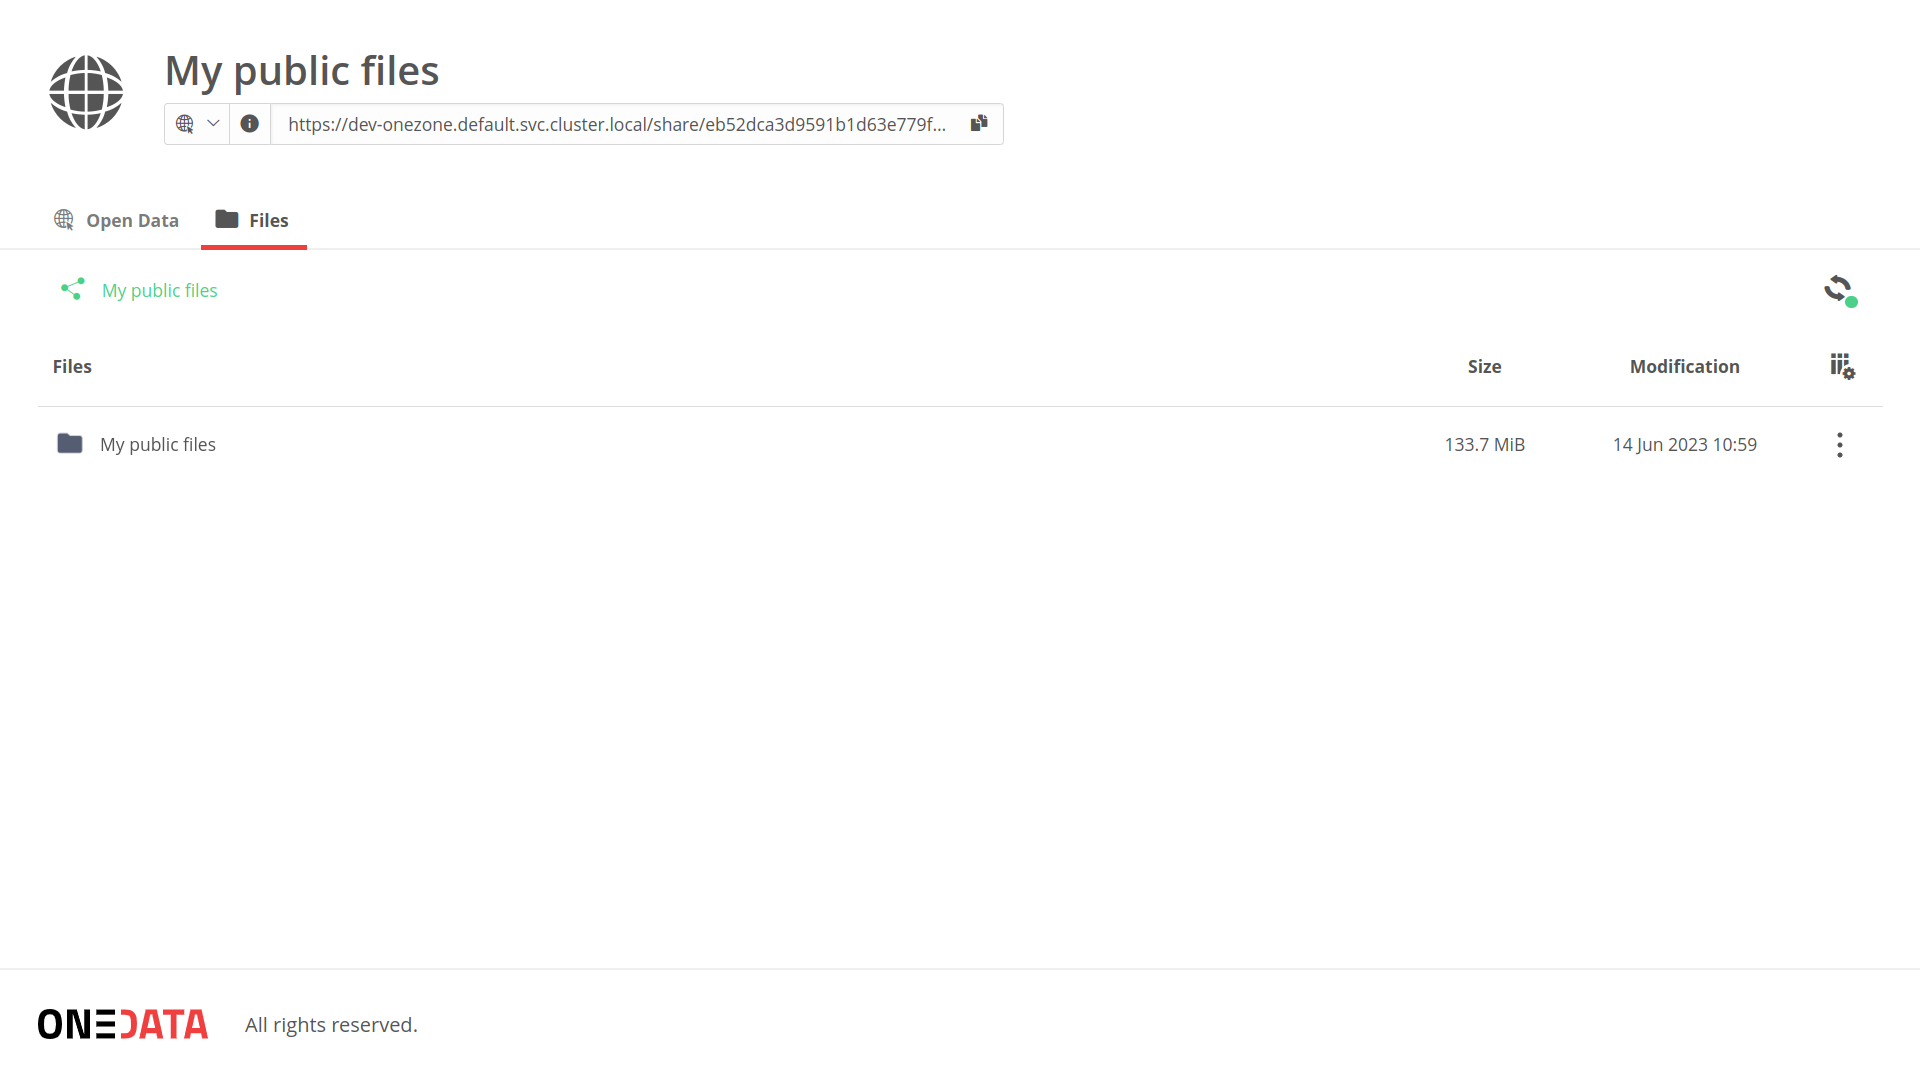 My public files
https://dev-onezone.default.svc.cluster.local/share/eb52dca3d9591b1d63e779f...
Open Data Files
My public files
Files Size Modification
My public files 133.7 MiB 14 Jun 2023 10:59
ONEDATA All rights reserved.